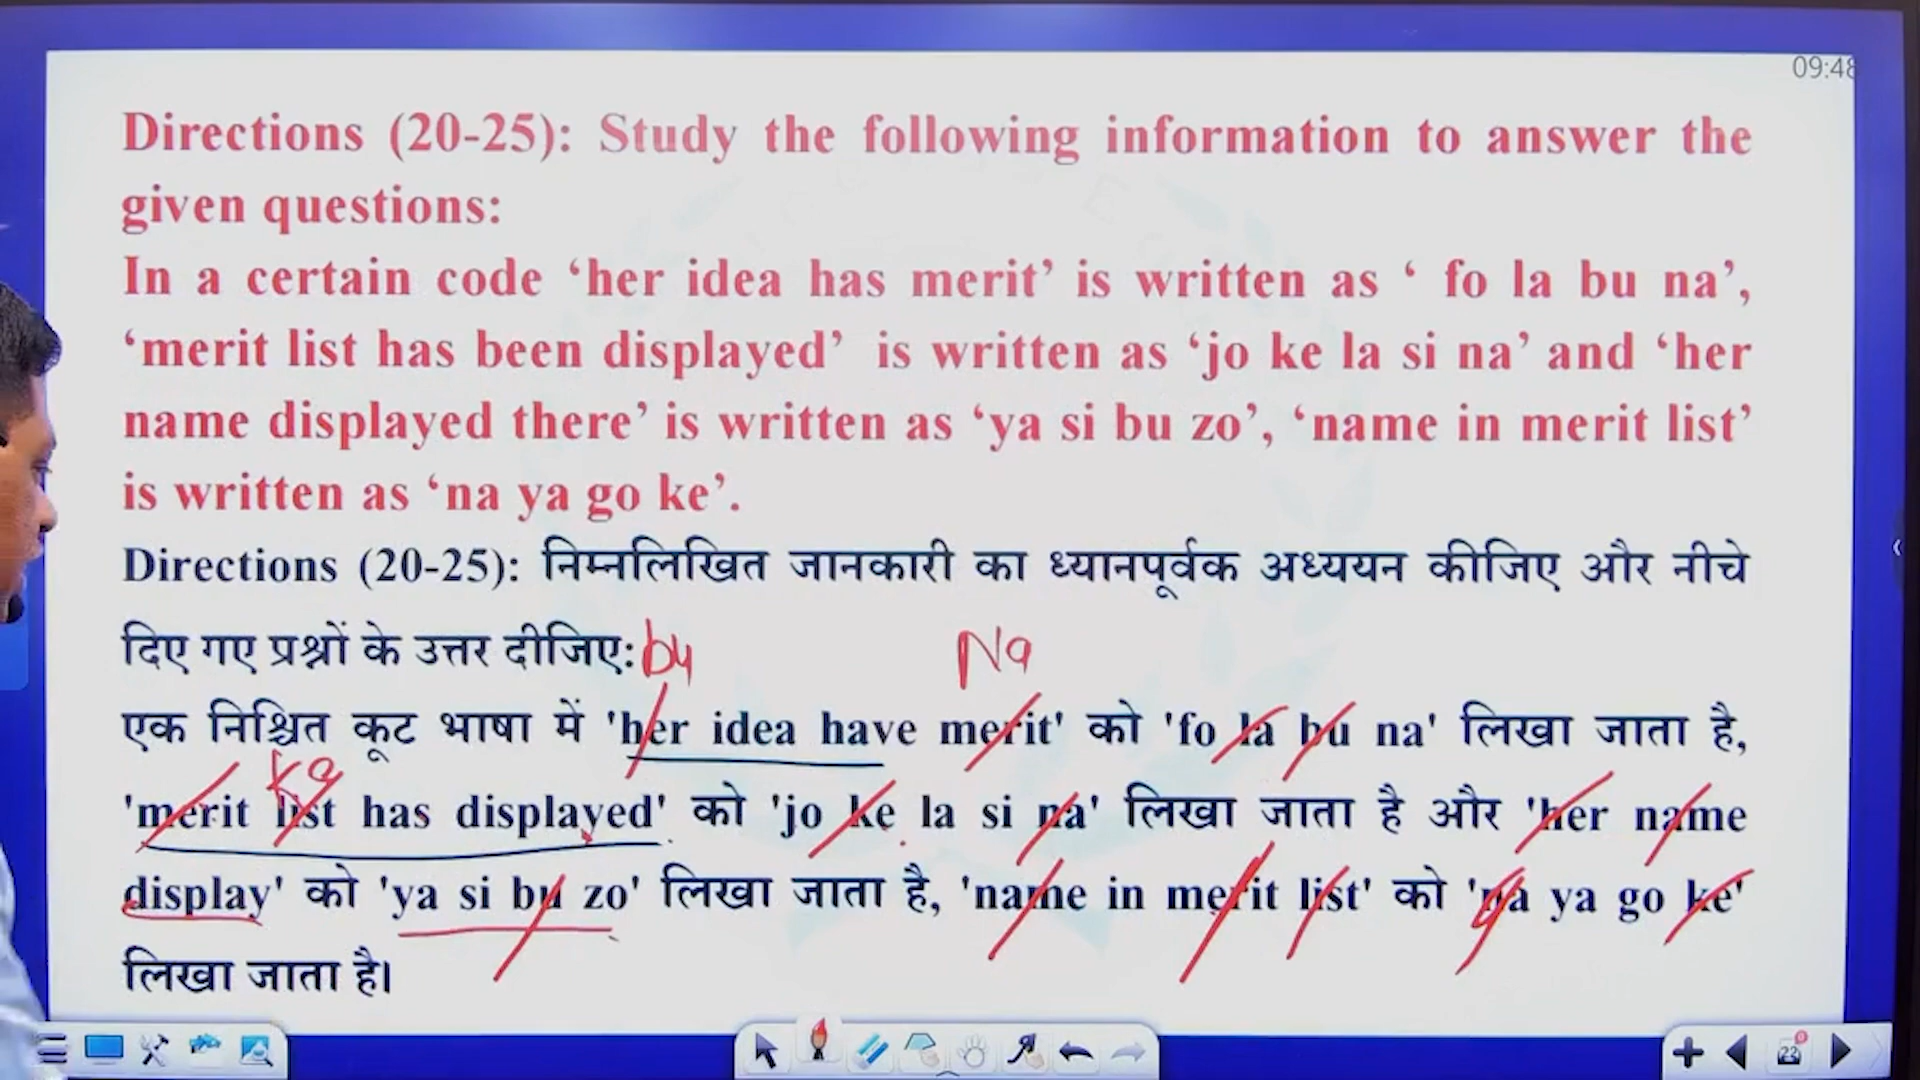 09:48
Directions (20-25): Study the following information to answer the
given questions:
In a certain code ‘her idea has merit’ is written as ‘ fo la bu na’,
‘merit list has been displayed’ is written as ‘jo ke la si na’ and ‘her
name displayed there’ is written as ‘ya si bu zo’, ‘name in merit list’
is written as ‘na ya go ke’.
Directions (20-25): निम्नलिखित जानकारी का ध्यानपूर्वक अध्ययन कीजिए और नीचे
दिए गए प्रश्नों के उत्तर दीजिए: bu Na
एक निश्चित कूट भाषा में 'her idea have merit' को 'fo la bu na' लिखा जाता है,
'merit list has displayed' को 'jo ke la si na' लिखा जाता है और 'her name
display' को 'ya si bu zo' लिखा जाता है, 'name in merit list' को 'na ya go ke'
लिखा जाता है।
23